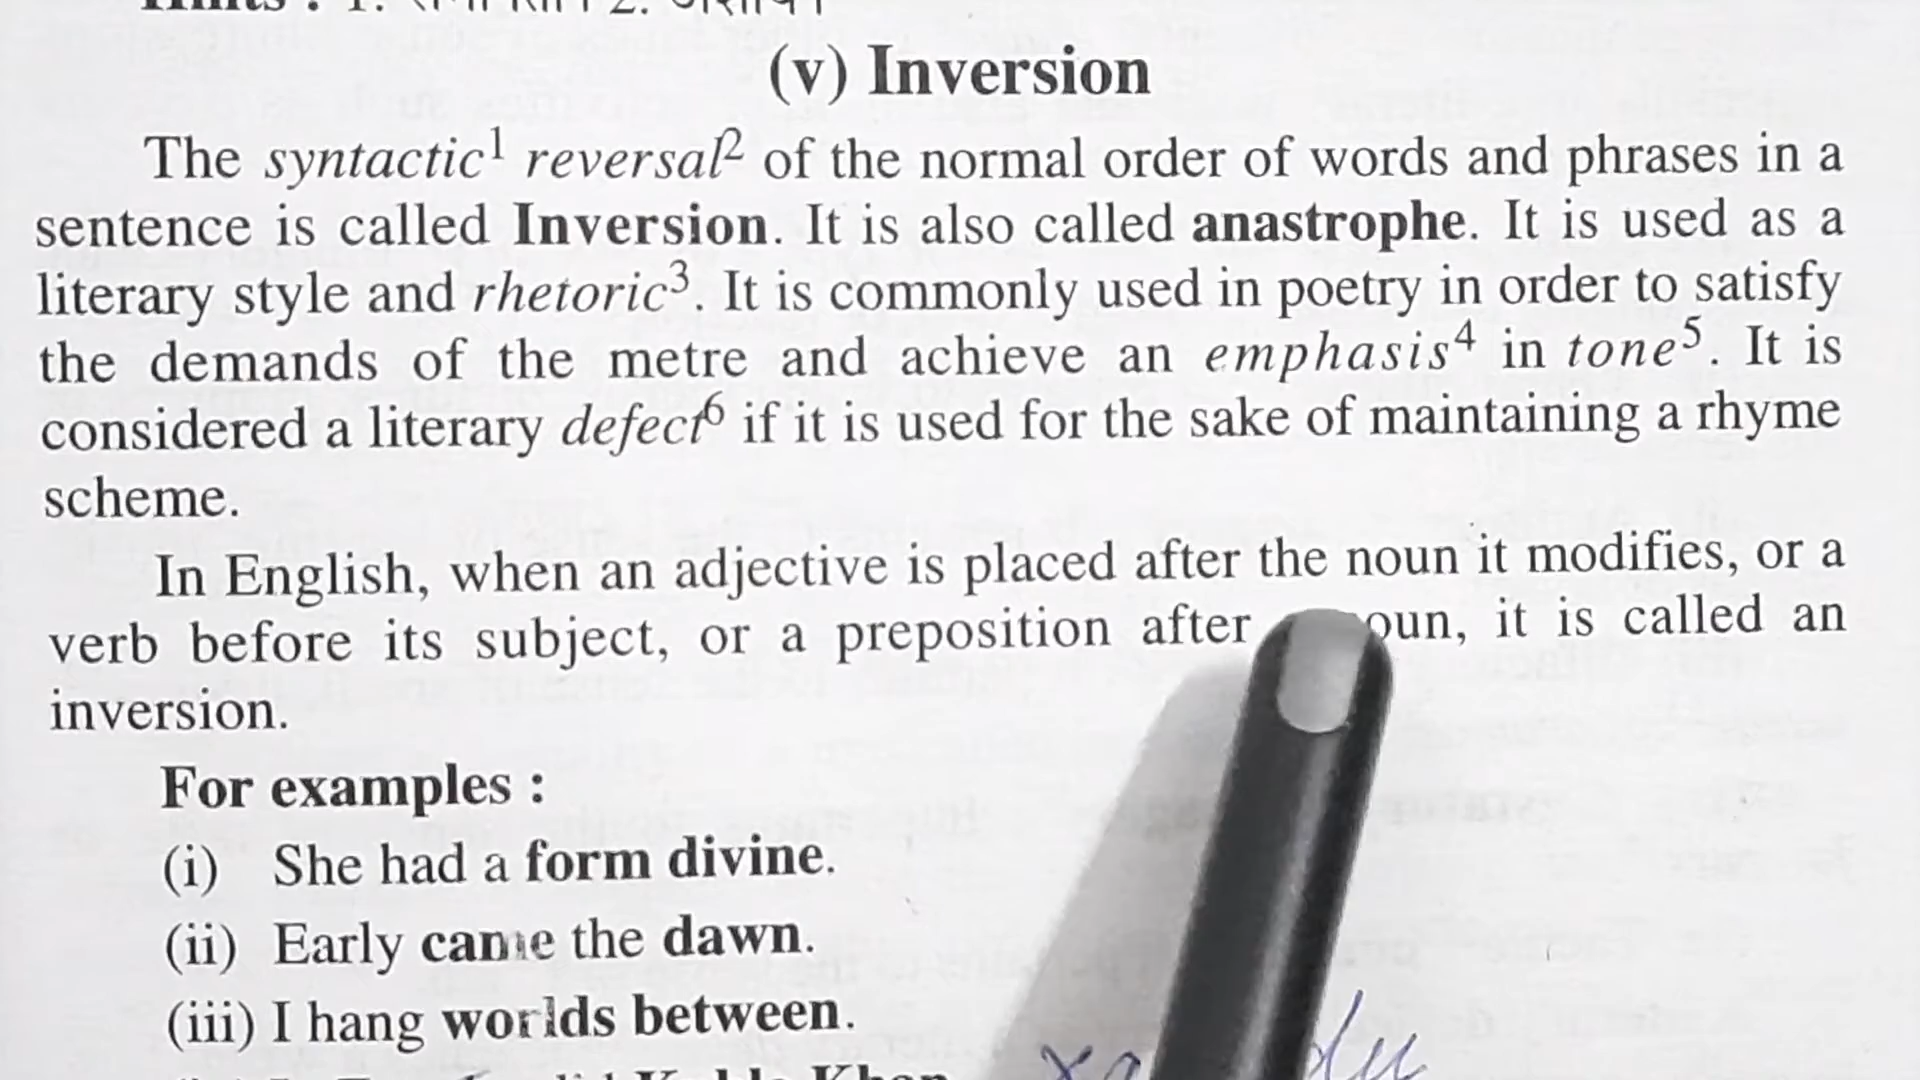 (v) Inversion
The syntactic¹ reversal² of the normal order of words and phrases in a
sentence is called Inversion. It is also called anastrophe. It is used as a
literary style and rhetoric³. It is commonly used in poetry in order to satisfy
the demands of the metre and achieve an emphasis⁴ in tone⁵. It is
considered a literary defect⁶ if it is used for the sake of maintaining a rhyme
scheme.
In English, when an adjective is placed after the noun it modifies, or a
verb before its subject, or a preposition after oun, it is called an
inversion.
For examples :
(i) She had a form divine.
(ii) Early came the dawn.
(iii) I hang worlds between.